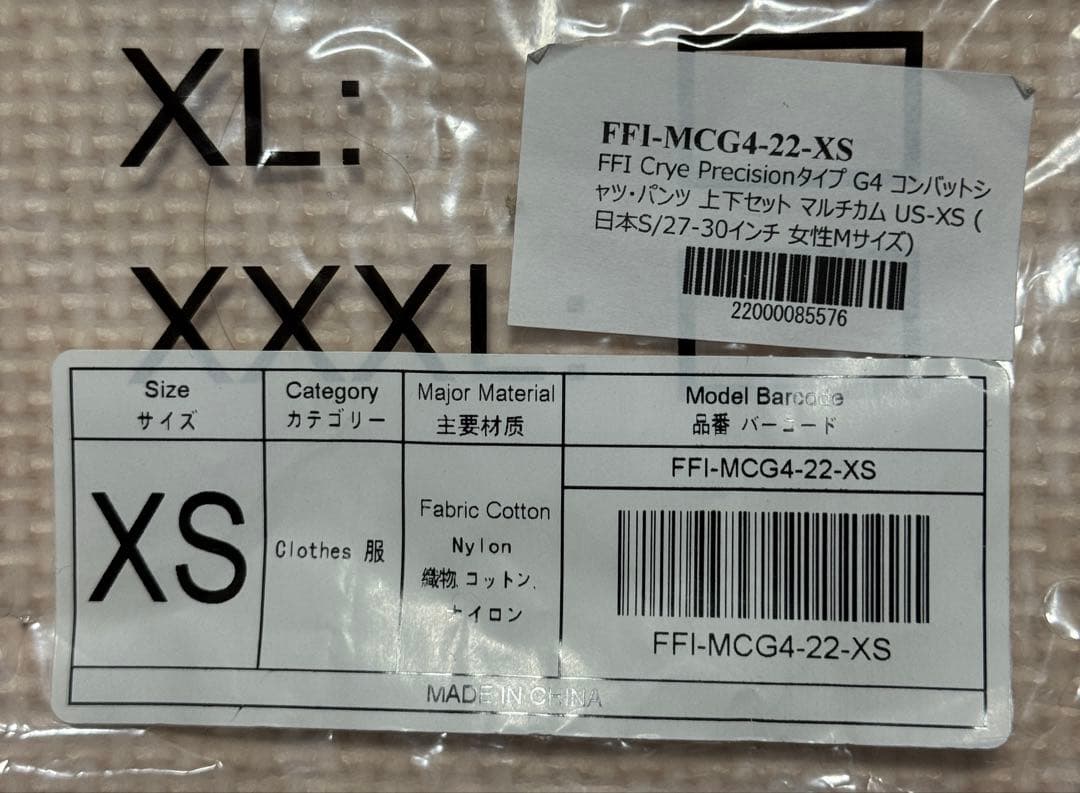 XL:
XXXL
FFI-MCG4-22-XS
FFI Crye Precisionタイプ G4 コンバットシ
ャツ・パンツ 上下セット マルチカム US-XS (
日本S/27-30インチ 女性Mサイズ)
22000085576
Size
サイズ
Category
カテゴリー
Major Material
主要材质
Model Barcode
品番 バーコード
FFI-MCG4-22-XS
XS
Clothes 服
Fabric Cotton
Nylon
織物、コットン、
ナイロン
FFI-MCG4-22-XS
MADE IN CHINA